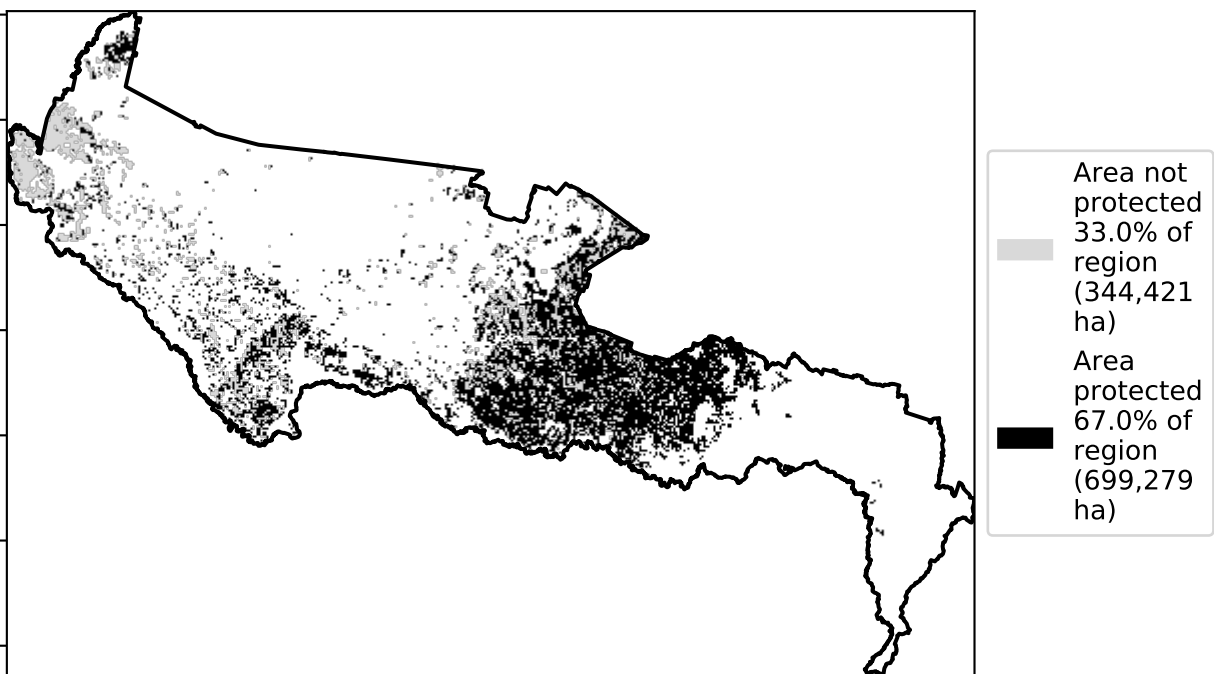 Area not
protected
33.0% of
region
(344,421
ha)
Area
protected
67.0% of
region
(699,279
ha)